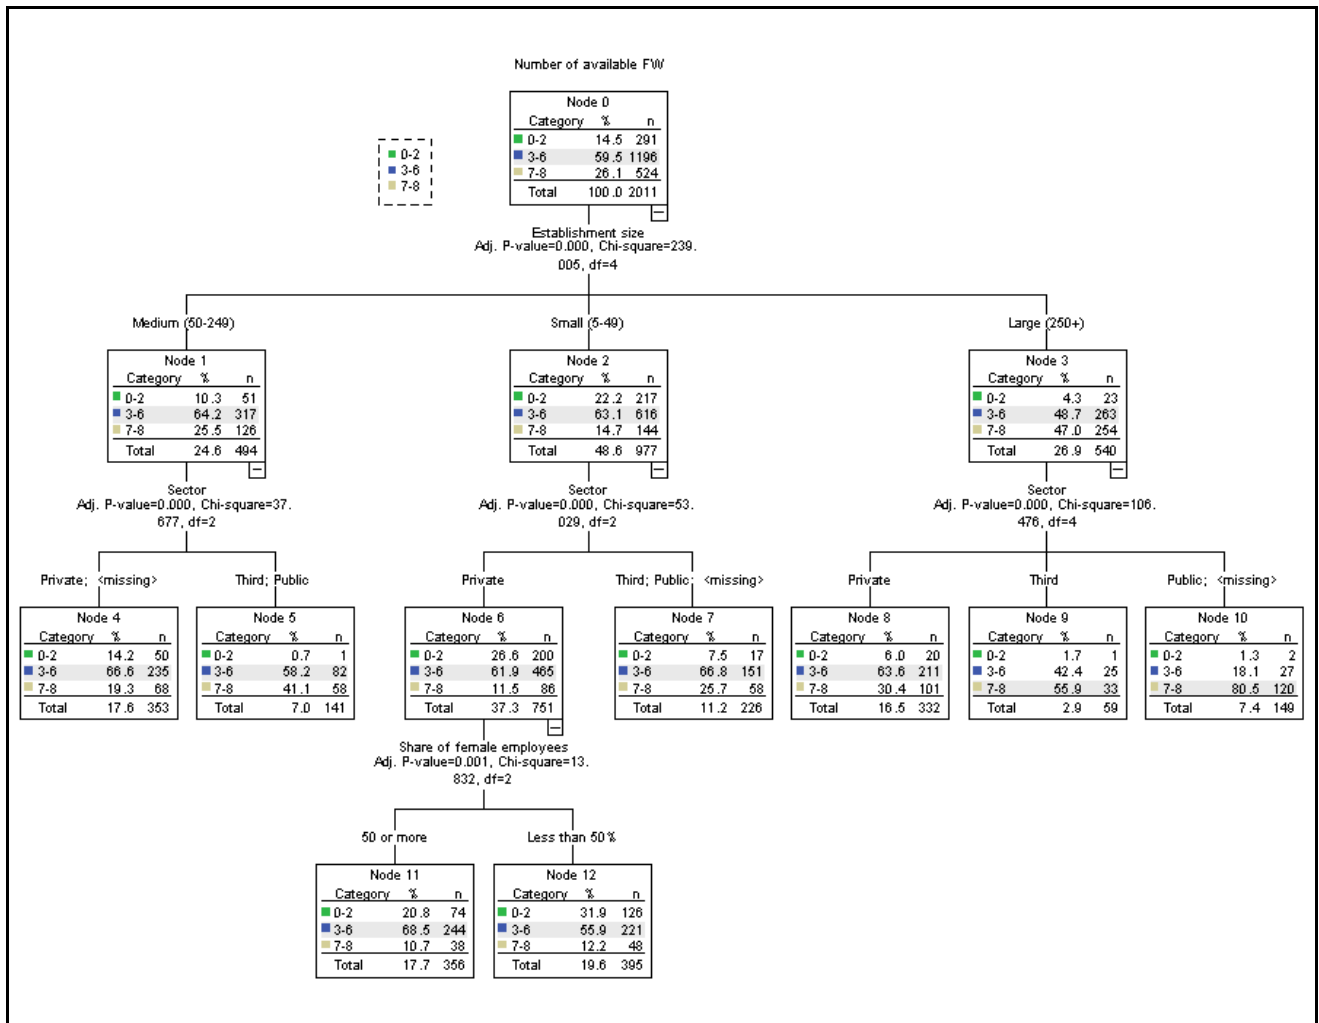 Number of available FW
Node 0
Category % n
0-2 14.5 291
3-6 59.5 1196
7-8 26.1 524
Total 100.0 2011
0-2
3-6
7-8
Establishment size
Adj. P-value=0.000, Chi-square=239.
005, df=4
Medium (50-249)
Small (5-49)
Large (250+)
Node 1
Category % n
0-2 10.3 51
3-6 64.2 317
7-8 25.5 126
Total 24.6 494
Node 2
Category % n
0-2 22.2 217
3-6 63.1 616
7-8 14.7 144
Total 48.6 977
Node 3
Category % n
0-2 4.3 23
3-6 48.7 263
7-8 47.0 254
Total 26.9 540
Sector
Adj. P-value=0.000, Chi-square=37.
677, df=2
Sector
Adj. P-value=0.000, Chi-square=53.
029, df=2
Sector
Adj. P-value=0.000, Chi-square=106.
476, df=4
Private; <missing>
Third; Public
Private
Third; Public; <missing>
Private
Third
Public; <missing>
Node 4
Category % n
0-2 14.2 50
3-6 66.6 235
7-8 19.3 68
Total 17.6 353
Node 5
Category % n
0-2 0.7 1
3-6 58.2 82
7-8 41.1 58
Total 7.0 141
Node 6
Category % n
0-2 26.6 200
3-6 61.9 465
7-8 11.5 86
Total 37.3 751
Node 7
Category % n
0-2 7.5 17
3-6 66.8 151
7-8 25.7 58
Total 11.2 226
Node 8
Category % n
0-2 6.0 20
3-6 63.6 211
7-8 30.4 101
Total 16.5 332
Node 9
Category % n
0-2 1.7 1
3-6 42.4 25
7-8 55.9 33
Total 2.9 59
Node 10
Category % n
0-2 1.3 2
3-6 18.1 27
7-8 80.5 120
Total 7.4 149
Share of female employees
Adj. P-value=0.001, Chi-square=13.
832, df=2
50 or more
Less than 50%
Node 11
Category % n
0-2 20.8 74
3-6 68.5 244
7-8 10.7 38
Total 17.7 356
Node 12
Category % n
0-2 31.9 126
3-6 55.9 221
7-8 12.2 48
Total 19.6 395